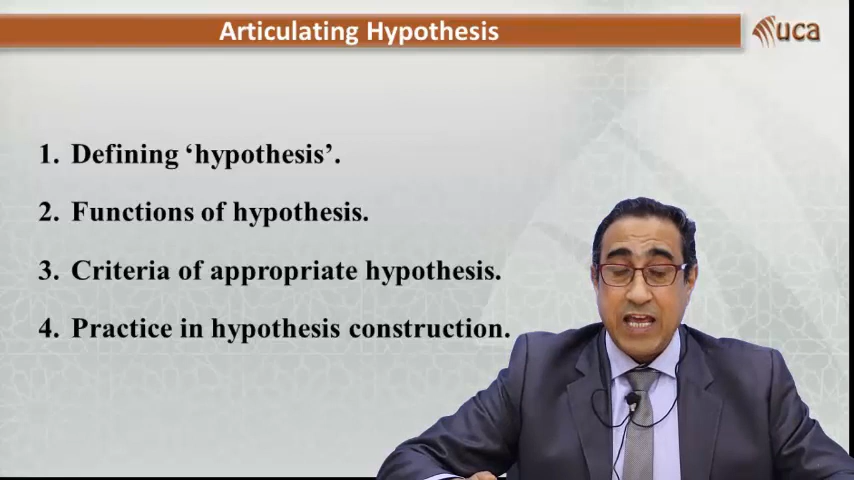 Articulating Hypothesis
uca
1. Defining ‘hypothesis’.
2. Functions of hypothesis.
3. Criteria of appropriate hypothesis.
4. Practice in hypothesis construction.